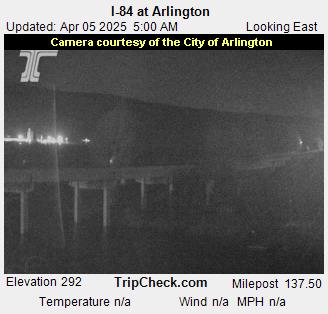 I-84 at Arlington
Updated: Apr 05 2025 5:00 AM Looking East
Camera courtesy of the City of Arlington
Elevation 292 TripCheck.com Milepost 137.50
Temperature n/a Wind n/a MPH n/a